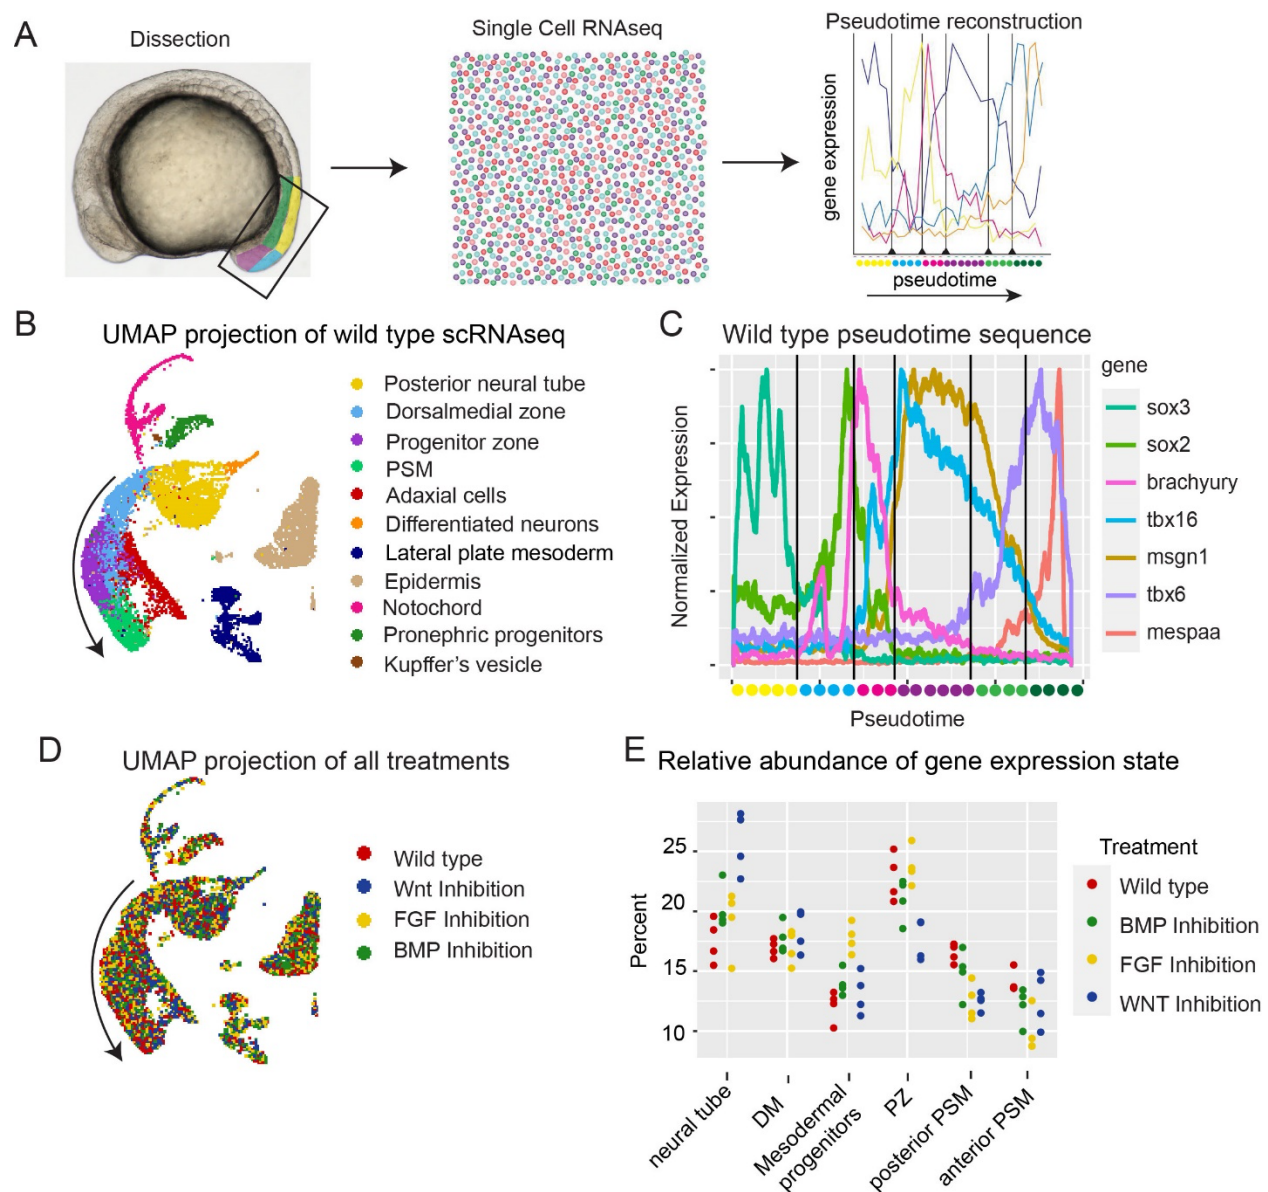 A
Dissection
Single Cell RNAseq
Pseudotime reconstruction
gene expression
pseudotime
B
UMAP projection of wild type scRNAseq
Posterior neural tube
Dorsalmedial zone
Progenitor zone
PSM
Adaxial cells
Differentiated neurons
Lateral plate mesoderm
Epidermis
Notochord
Pronephric progenitors
Kupffer's vesicle
C
Wild type pseudotime sequence
Normalized Expression
Pseudotime
gene
sox3
sox2
brachyury
tbx16
msgn1
tbx6
mespaa
D
UMAP projection of all treatments
Wild type
Wnt Inhibition
FGF Inhibition
BMP Inhibition
E
Relative abundance of gene expression state
Percent
25
20
15
10
neural tube
DM
Mesodermal
progenitors
PZ
posterior PSM
anterior PSM
Treatment
Wild type
BMP Inhibition
FGF Inhibition
WNT Inhibition